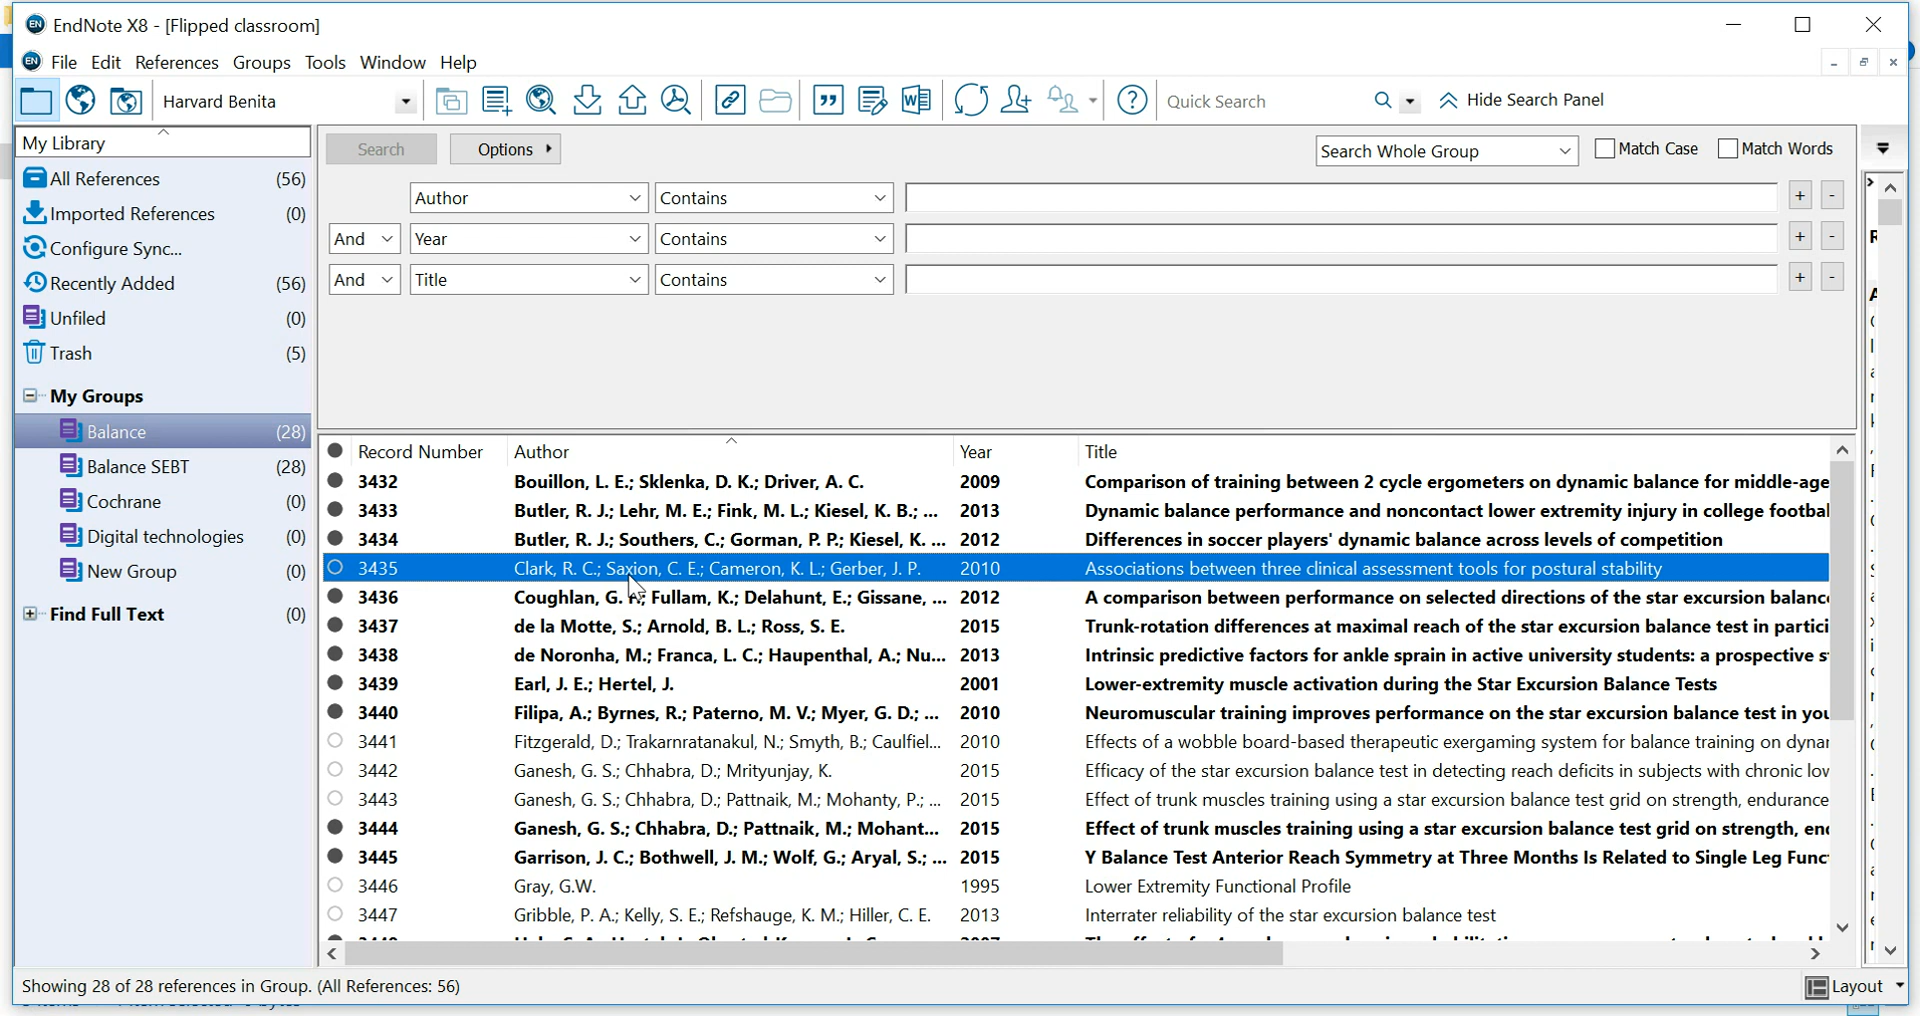 EndNote X8 - [Flipped classroom]
File Edit References Groups Tools Window Help
Harvard Benita Quick Search Hide Search Panel
My Library
All References (56)
Imported References (0)
Configure Sync...
Recently Added (56)
Unfiled (0)
Trash (5)
My Groups
Balance (28)
Balance SEBT (28)
Cochrane (0)
Digital technologies (0)
New Group (0)
Find Full Text (0)
Search Options Search Whole Group Match Case Match Words
Author Contains + -
And Year Contains + -
And Title Contains + -
Record Number Author Year Title
3432 Bouillon, L. E.; Sklenka, D. K.; Driver, A. C. 2009 Comparison of training between 2 cycle ergometers on dynamic balance for middle-age
3433 Butler, R. J.; Lehr, M. E.; Fink, M. L.; Kiesel, K. B.; ... 2013 Dynamic balance performance and noncontact lower extremity injury in college footbal
3434 Butler, R. J.; Southers, C.; Gorman, P. P.; Kiesel, K. ... 2012 Differences in soccer players' dynamic balance across levels of competition
3435 Clark, R. C.; Saxion, C. E.; Cameron, K. L.; Gerber, J. P. 2010 Associations between three clinical assessment tools for postural stability
3436 Coughlan, G. F.; Fullam, K.; Delahunt, E.; Gissane, ... 2012 A comparison between performance on selected directions of the star excursion balanc
3437 de la Motte, S.; Arnold, B. L.; Ross, S. E. 2015 Trunk-rotation differences at maximal reach of the star excursion balance test in partici
3438 de Noronha, M.; Franca, L. C.; Haupenthal, A.; Nu... 2013 Intrinsic predictive factors for ankle sprain in active university students: a prospective s
3439 Earl, J. E.; Hertel, J. 2001 Lower-extremity muscle activation during the Star Excursion Balance Tests
3440 Filipa, A.; Byrnes, R.; Paterno, M. V.; Myer, G. D.; ... 2010 Neuromuscular training improves performance on the star excursion balance test in you
3441 Fitzgerald, D.; Trakarnratanakul, N.; Smyth, B.; Caulfiel... 2010 Effects of a wobble board-based therapeutic exergaming system for balance training on dynar
3442 Ganesh, G. S.; Chhabra, D.; Mrityunjay, K. 2015 Efficacy of the star excursion balance test in detecting reach deficits in subjects with chronic lov
3443 Ganesh, G. S.; Chhabra, D.; Pattnaik, M.; Mohanty, P.; ... 2015 Effect of trunk muscles training using a star excursion balance test grid on strength, endurance
3444 Ganesh, G. S.; Chhabra, D.; Pattnaik, M.; Mohant... 2015 Effect of trunk muscles training using a star excursion balance test grid on strength, en
3445 Garrison, J. C.; Bothwell, J. M.; Wolf, G.; Aryal, S.; ... 2015 Y Balance Test Anterior Reach Symmetry at Three Months Is Related to Single Leg Func
3446 Gray, G.W. 1995 Lower Extremity Functional Profile
3447 Gribble, P. A.; Kelly, S. E.; Refshauge, K. M.; Hiller, C. E. 2013 Interrater reliability of the star excursion balance test
Showing 28 of 28 references in Group. (All References: 56) Layout